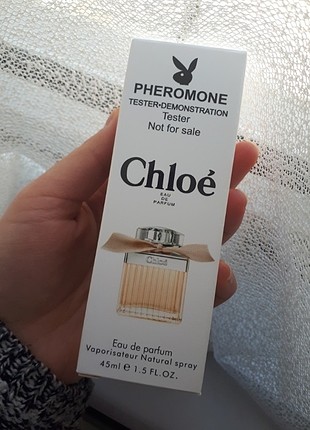 PHEROMONE
TESTER-DEMONSTRATION
Tester
Not for sale
Chloé
EAU
DE
PARFUM
Chloé
Eau de parfum
Vaporisateur Natural spray
45ml e 1.5 FL.OZ.